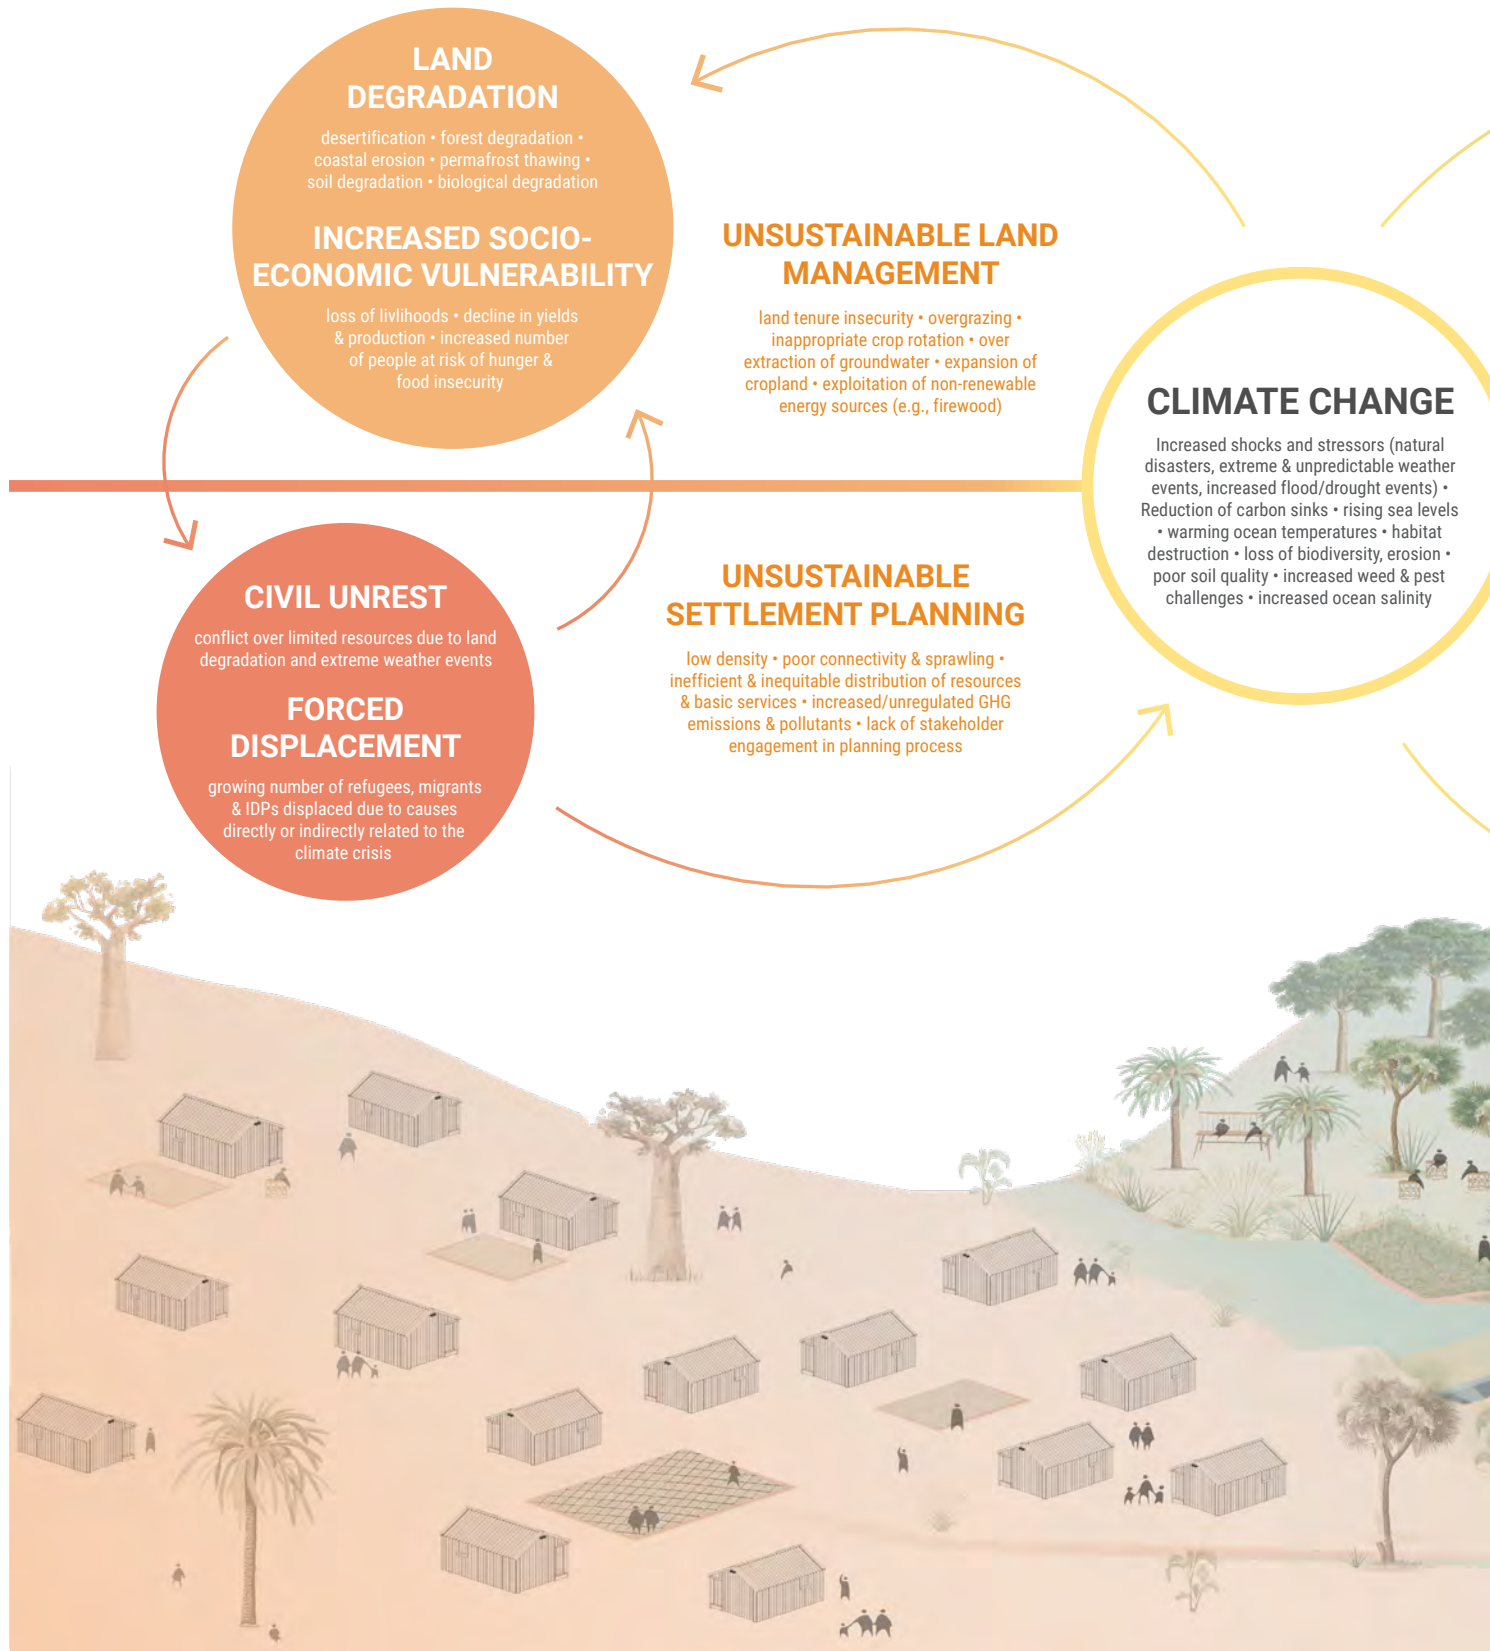 LAND
DEGRADATION
desertification • forest degradation •
coastal erosion • permafrost thawing •
soil degradation • biological degradation
INCREASED SOCIO-
ECONOMIC VULNERABILITY
loss of livlihoods • decline in yields
& production • increased number
of people at risk of hunger &
food insecurity
UNSUSTAINABLE LAND
MANAGEMENT
land tenure insecurity • overgrazing •
inappropriate crop rotation • over
extraction of groundwater • expansion of
cropland • exploitation of non-renewable
energy sources (e.g., firewood)
CLIMATE CHANGE
Increased shocks and stressors (natural
disasters, extreme & unpredictable weather
events, increased flood/drought events) •
Reduction of carbon sinks • rising sea levels
• warming ocean temperatures • habitat
destruction • loss of biodiversity, erosion •
poor soil quality • increased weed & pest
challenges • increased ocean salinity
CIVIL UNREST
conflict over limited resources due to land
degradation and extreme weather events
FORCED
DISPLACEMENT
growing number of refugees, migrants
& IDPs displaced due to causes
directly or indirectly related to the
climate crisis
UNSUSTAINABLE
SETTLEMENT PLANNING
low density • poor connectivity & sprawling •
inefficient & inequitable distribution of resources
& basic services • increased/unregulated GHG
emissions & pollutants • lack of stakeholder
engagement in planning process